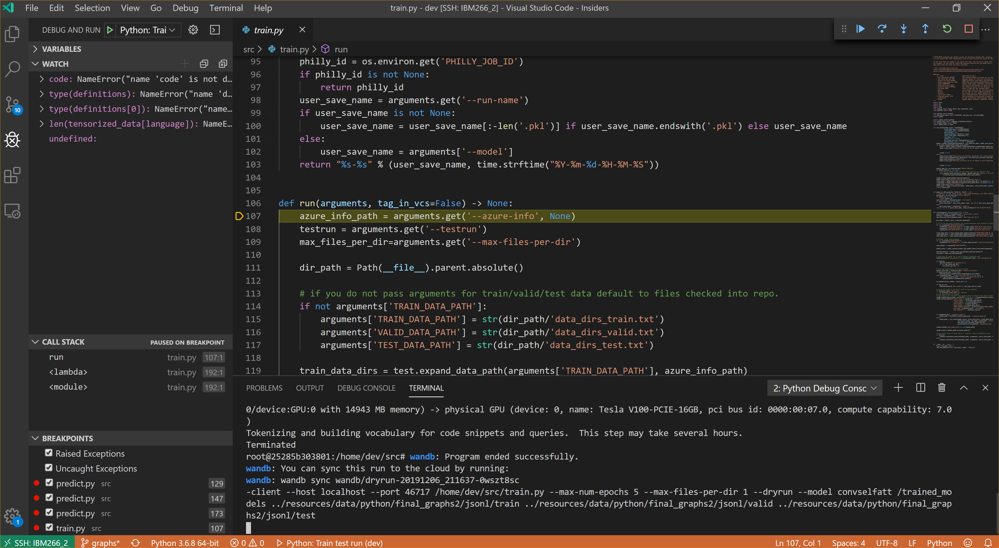 File Edit Selection View Go Debug Terminal Help
train.py - dev [SSH: IBM266_2] - Visual Studio Code - Insiders
DEBUG AND RUN Python: Trai
VARIABLES
WATCH
code: NameError("name 'code' is not d...
type(definitions): NameError("name 'd...
type(definitions[0]): NameError("name...
len(tensorized_data[language]): NameE...
undefined:
10
1
CALL STACK PAUSED ON BREAKPOINT
run train.py 107:1
<lambda> train.py 192:1
<module> train.py 192:1
BREAKPOINTS
Raised Exceptions
Uncaught Exceptions
predict.py src 129
predict.py src 147
predict.py src 173
train.py src 107
train.py
src > train.py > run
95 philly_id = os.environ.get('PHILLY_JOB_ID')
96 if philly_id is not None:
97 return philly_id
98 user_save_name = arguments.get('--run-name')
99 if user_save_name is not None:
100 user_save_name = user_save_name[:-len('.pkl')] if user_save_name.endswith('.pkl') else user_save_name
101 else:
102 user_save_name = arguments['--model']
103 return "%s-%s" % (user_save_name, time.strftime("%Y-%m-%d-%H-%M-%S"))
104
105
106 def run(arguments, tag_in_vcs=False) -> None:
107 azure_info_path = arguments.get('--azure-info', None)
108 testrun = arguments.get('--testrun')
109 max_files_per_dir=arguments.get('--max-files-per-dir')
110
111 dir_path = Path(__file__).parent.absolute()
112
113 # if you do not pass arguments for train/valid/test data default to files checked into repo.
114 if not arguments['TRAIN_DATA_PATH']:
115 arguments['TRAIN_DATA_PATH'] = str(dir_path/'data_dirs_train.txt')
116 arguments['VALID_DATA_PATH'] = str(dir_path/'data_dirs_valid.txt')
117 arguments['TEST_DATA_PATH'] = str(dir_path/'data_dirs_test.txt')
118
119 train_data_dirs = test.expand_data_path(arguments['TRAIN_DATA_PATH'], azure_info_path)
PROBLEMS OUTPUT DEBUG CONSOLE TERMINAL 2: Python Debug Consc
0/device:GPU:0 with 14943 MB memory) -> physical GPU (device: 0, name: Tesla V100-PCIE-16GB, pci bus id: 0000:00:07.0, compute capability: 7.0
)
Tokenizing and building vocabulary for code snippets and queries.  This step may take several hours.
Terminated
root@25285b303801:/home/dev/src# wandb: Program ended successfully.
wandb: You can sync this run to the cloud by running:
wandb: wandb sync wandb/dryrun-20191206_211637-0wszt8sc
-client --host localhost --port 46717 /home/dev/src/train.py --max-num-epochs 5 --max-files-per-dir 1 --dryrun --model convselfatt /trained_mo
dels ../resources/data/python/final_graphs2/jsonl/train ../resources/data/python/final_graphs2/jsonl/valid ../resources/data/python/final_grap
hs2/jsonl/test
SSH: IBM266_2 graphs* Python 3.6.8 64-bit 0 0 Python: Train test run (dev) Ln 107, Col 1 Spaces: 4 UTF-8 LF Python